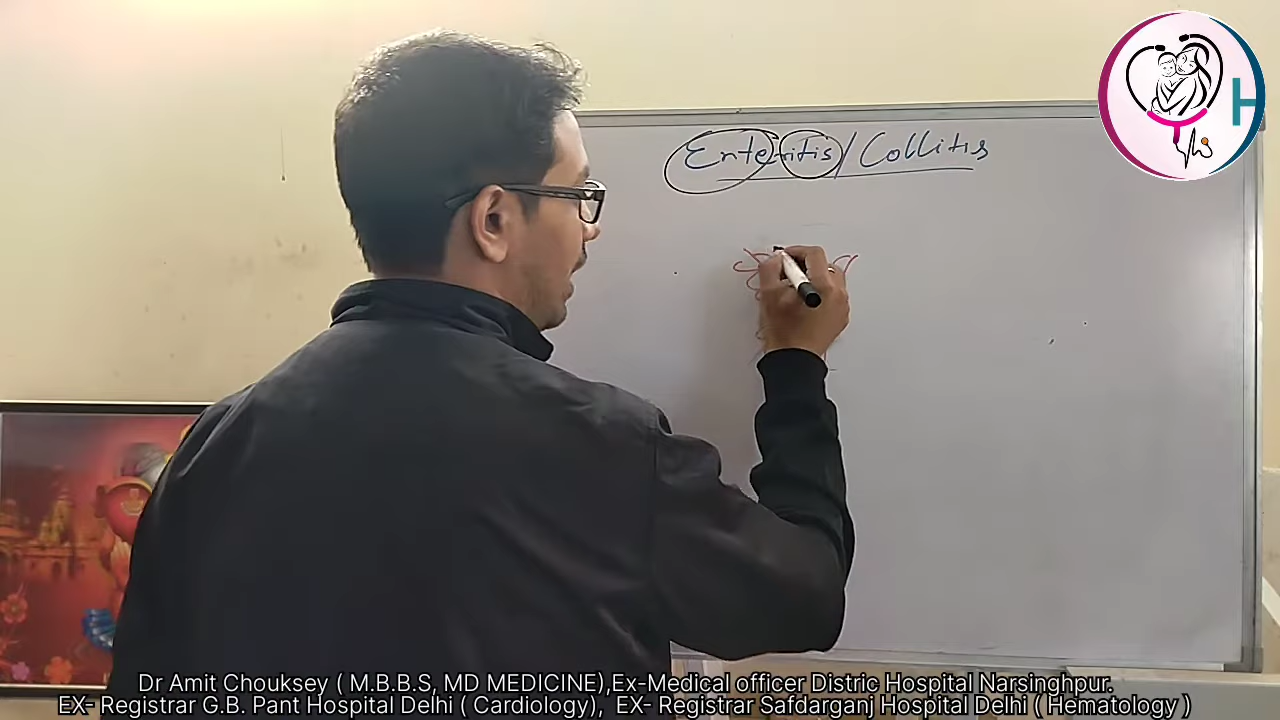 Enteritis/Collitis
H
Dr Amit Chouksey ( M.B.B.S, MD MEDICINE),Ex-Medical officer Distric Hospital Narsinghpur.
EX- Registrar G.B. Pant Hospital Delhi ( Cardiology),  EX- Registrar Safdarganj Hospital Delhi ( Hematology )